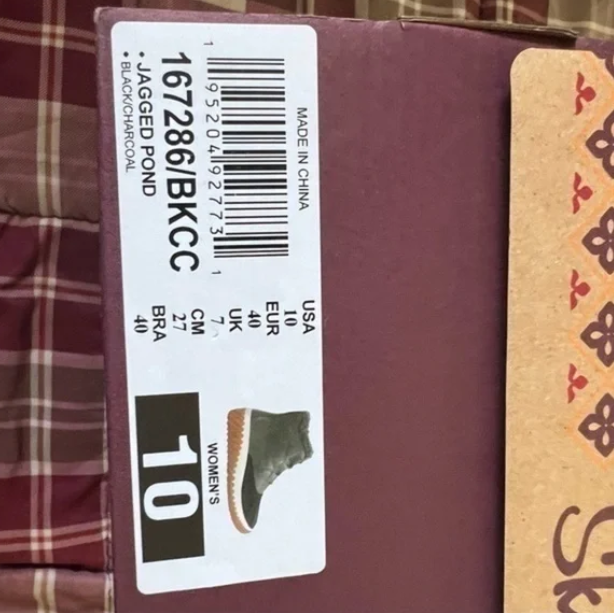 MADE IN CHINA
1 95204 92773 1
167286/BKCC
• JAGGED POND
• BLACK/CHARCOAL
USA
10
EUR
40
UK
7
CM
27
BRA
40
WOMEN'S
10
Sk